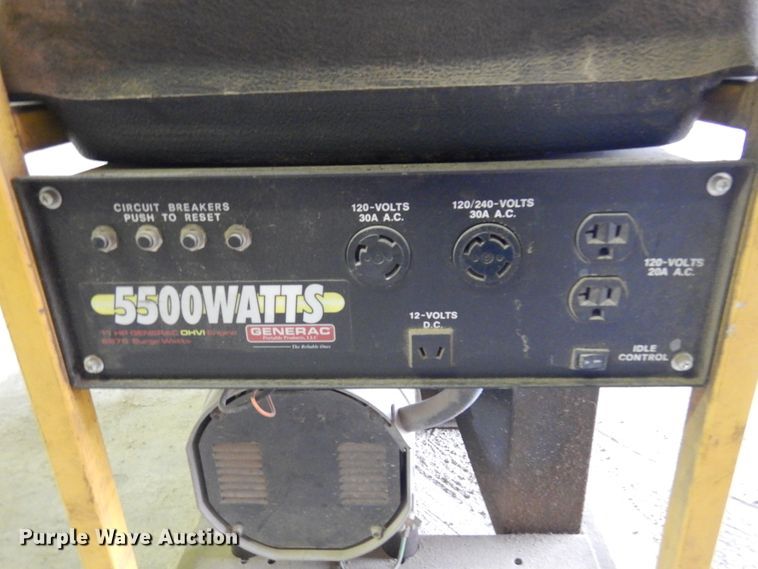 CIRCUIT BREAKERS
PUSH TO RESET
120-VOLTS
30A A.C.
120/240-VOLTS
30A A.C.
120-VOLTS
20A A.C.
5500WATTS
11 HP GENERAC OHVI Engine
6875 Surge Watts
GENERAC
Portable Products, LLC
The Reliable Ones
12-VOLTS
D.C.
IDLE
CONTROL
Purple Wave Auction